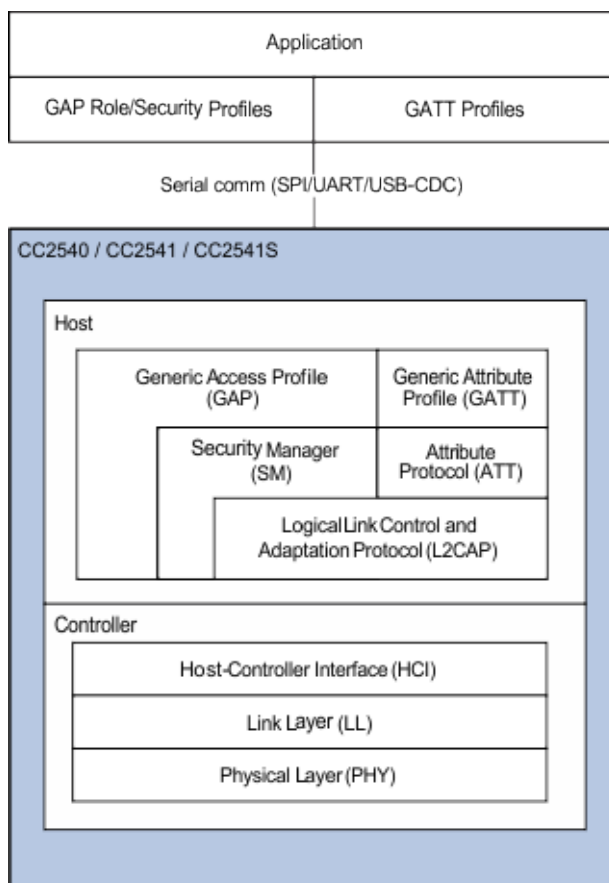 Application
GAP Role/Security Profiles
GATT Profiles
Serial comm (SPI/UART/USB-CDC)
CC2540 / CC2541 / CC2541S
Host
Generic Access Profile
(GAP)
Generic Attribute
Profile (GATT)
Security Manager
(SM)
Attribute
Protocol (ATT)
Logical Link Control and
Adaptation Protocol (L2CAP)
Controller
Host-Controller Interface (HCI)
Link Layer (LL)
Physical Layer (PHY)